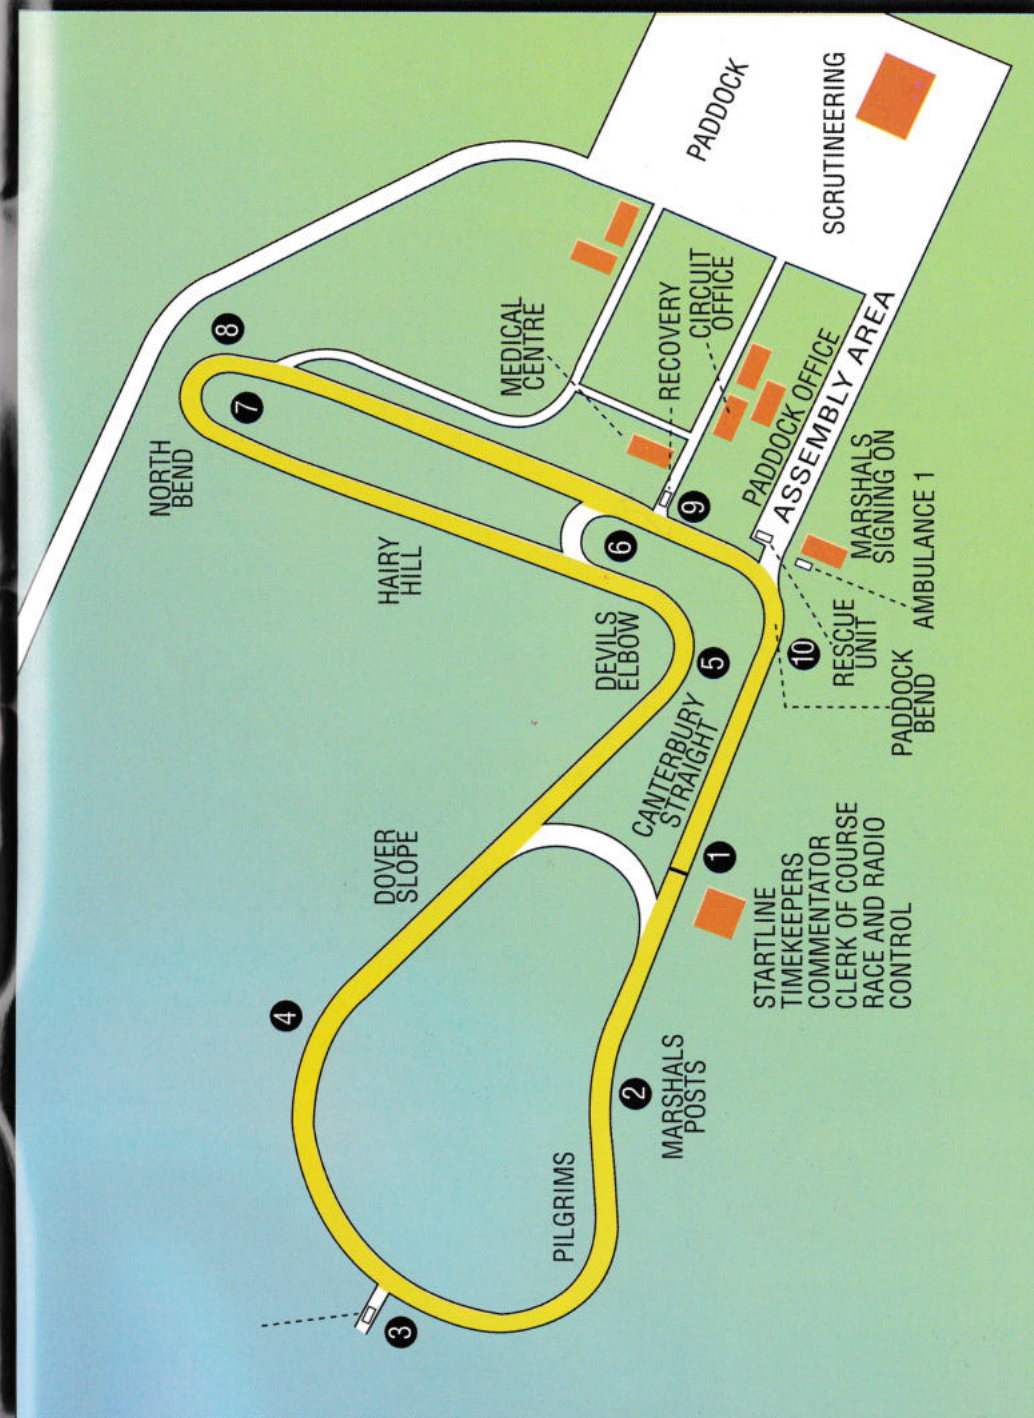 NORTH
BEND
8
7
4
DOVER
SLOPE
HAIRY
HILL
3
MEDICAL
CENTRE
PILGRIMS
DEVILS
ELBOW
6
2
MARSHALS
POSTS
CANTERBURY
STRAIGHT
5
RECOVERY
CIRCUIT
OFFICE
PADDOCK
9
1
STARTLINE
TIMEKEEPERS
COMMENTATOR
CLERK OF COURSE
RACE AND RADIO
CONTROL
10
PADDOCK OFFICE
ASSEMBLY AREA
SCRUTINEERING
RESCUE
UNIT
MARSHALS
SIGNING ON
PADDOCK
BEND
AMBULANCE 1